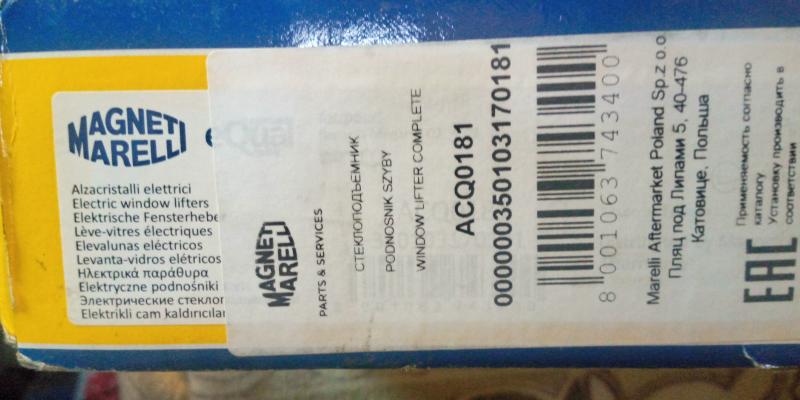 MAGNETI
MARELLI
Alzacristalli elettrici
Electric window lifters
Elektrische Fensterhebe
Lève-vitres électriques
Elevalunas eléctricos
Levanta-vidros elétricos
Ηλεκτρικά παράθυρα
Elektryczne podnośniki
Электрические стеклоп
Elektrikli cam kaldırıcılar
MAGNETI
MARELLI
PARTS & SERVICES
СТЕКЛОПОДЪЕМНИК
PODNOSNIK SZYBY
WINDOW LIFTER COMPLETE
ACQ0181
0000003501031​70181
8 001063 743400
Marelli Aftermarket Poland Sp.z o.o.
Пляц под Липами 5, 40-476
Катовице, Польша
EAC
Применяемость согласно
каталогу
Установку производить в
соответствии